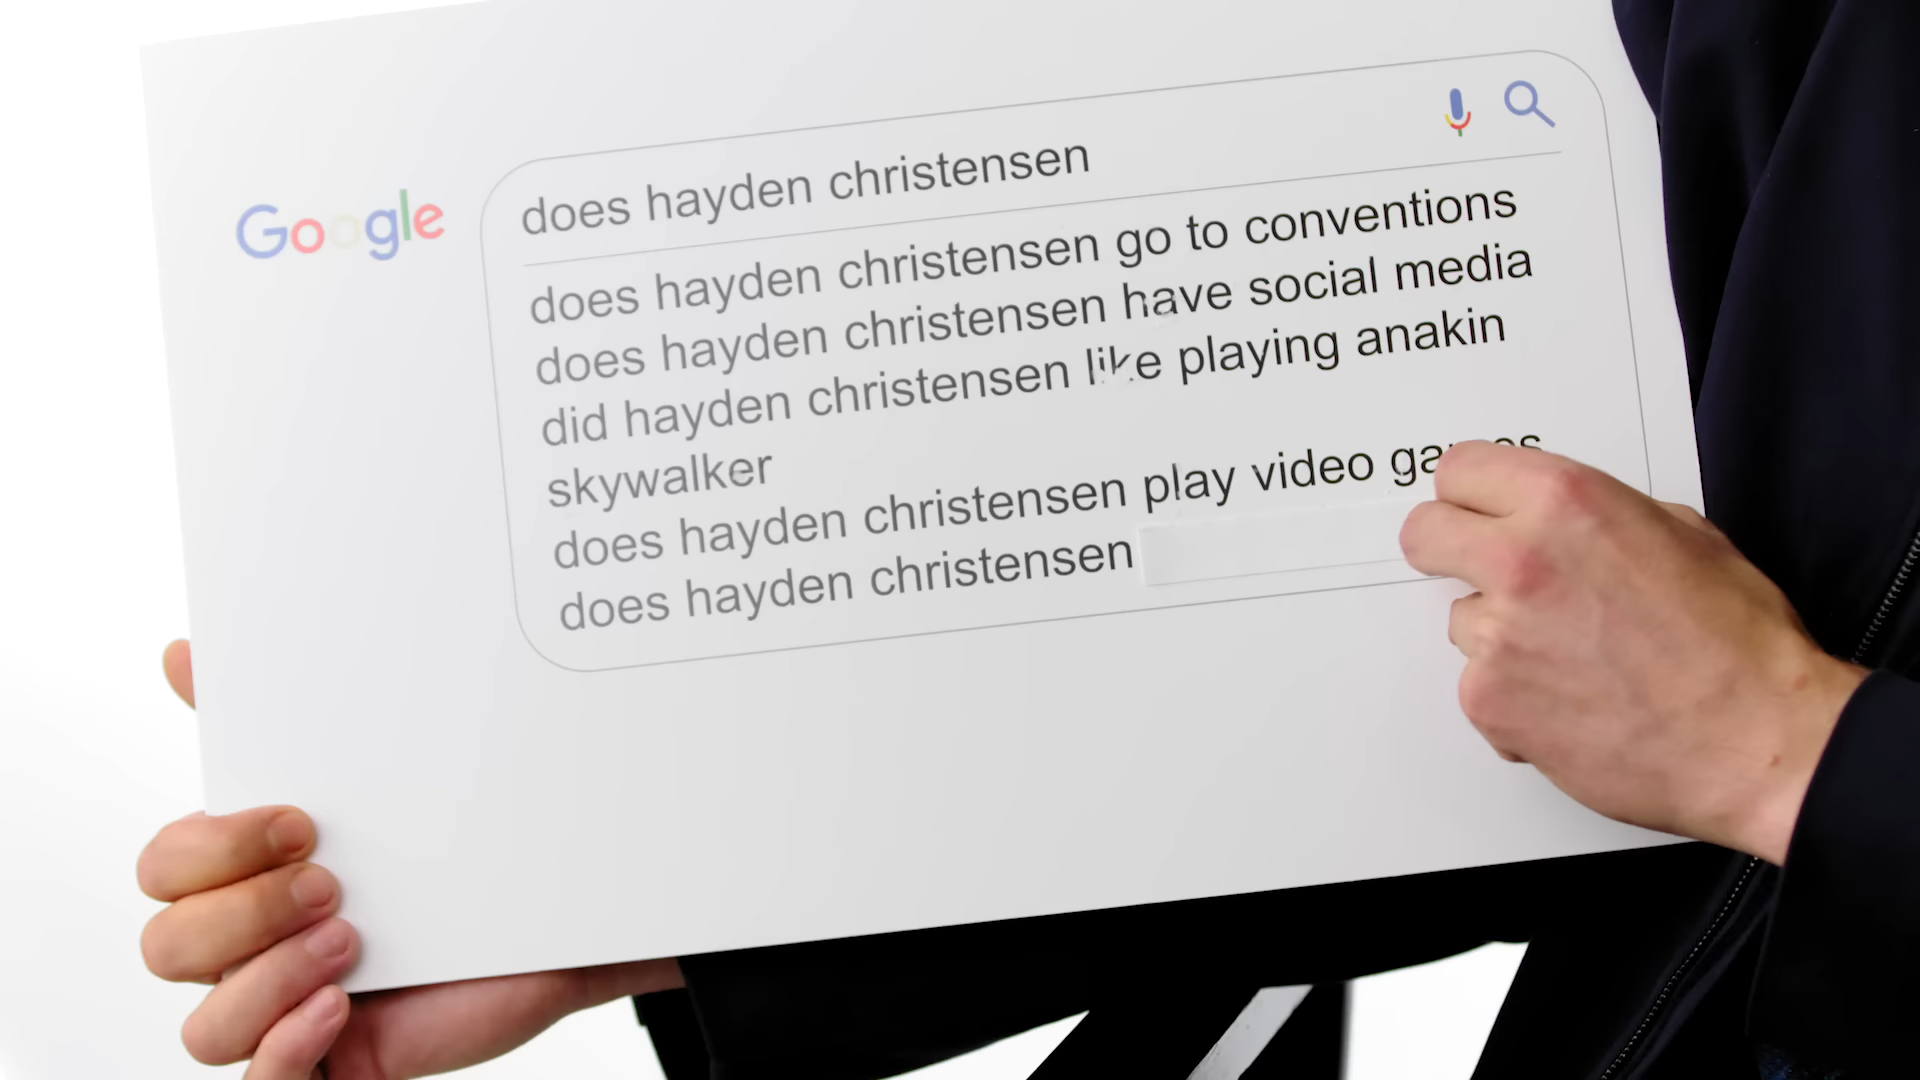 Google
does hayden christensen
does hayden christensen go to conventions
does hayden christensen have social media
did hayden christensen like playing anakin
skywalker
does hayden christensen play video games
does hayden christensen